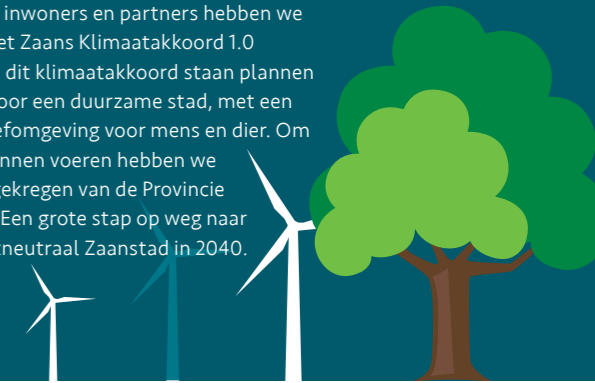 inwoners en partners hebben we
et Zaans Klimaatakkoord 1.0
dit klimaatakkoord staan plannen
oor een duurzame stad, met een
efomgeving voor mens en dier. Om
nnen voeren hebben we
gekregen van de Provincie
Een grote stap op weg naar
tneutraal Zaanstad in 2040.